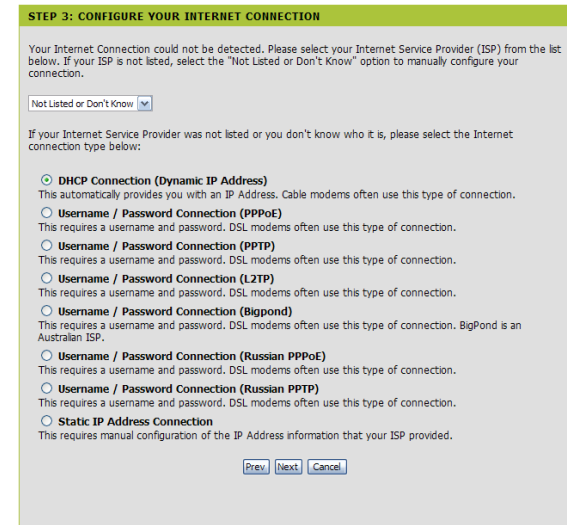 STEP 3: CONFIGURE YOUR INTERNET CONNECTION
Your Internet Connection could not be detected. Please select your Internet Service Provider (ISP) from the list
below. If your ISP is not listed, select the "Not Listed or Don't Know" option to manually configure your
connection.
Not Listed or Don't Know
If your Internet Service Provider was not listed or you don't know who it is, please select the Internet
connection type below:
DHCP Connection (Dynamic IP Address)
This automatically provides you with an IP Address. Cable modems often use this type of connection.
Username / Password Connection (PPPoE)
This requires a username and password. DSL modems often use this type of connection.
Username / Password Connection (PPTP)
This requires a username and password. DSL modems often use this type of connection.
Username / Password Connection (L2TP)
This requires a username and password. DSL modems often use this type of connection.
Username / Password Connection (Bigpond)
This requires a username and password. DSL modems often use this type of connection. BigPond is an
Australian ISP.
Username / Password Connection (Russian PPPoE)
This requires a username and password. DSL modems often use this type of connection.
Username / Password Connection (Russian PPTP)
This requires a username and password. DSL modems often use this type of connection.
Static IP Address Connection
This requires manual configuration of the IP Address information that your ISP provided.
Prev Next Cancel